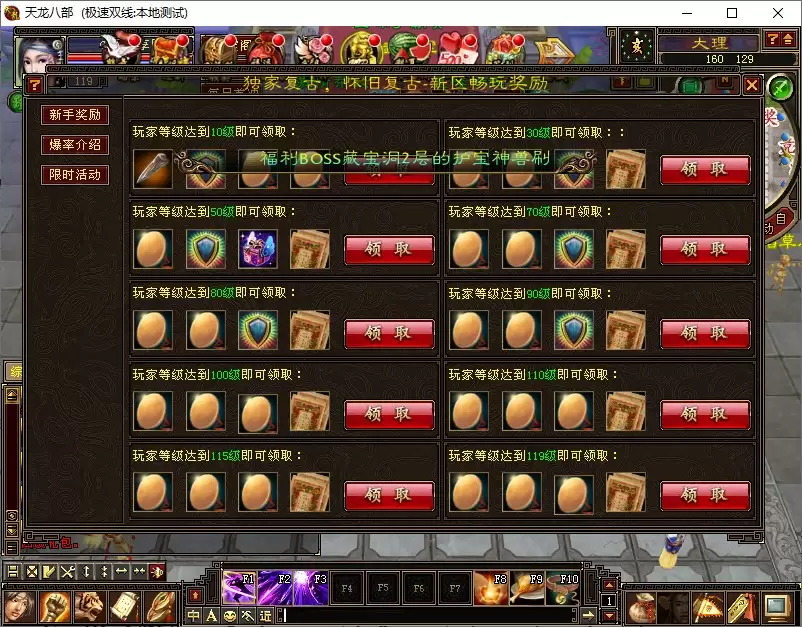 天龙八部 (极速双线:本地测试)
大理
160 129
玄
119
独家复古,怀旧复古-新区畅玩奖励
新手奖励
爆率介绍
限时活动
玩家等级达到10级即可领取:
玩家等级达到30级即可领取::
福利BOSS藏宝洞2层的护宝神兽刷
领 取
玩家等级达到50级即可领取:
领 取
玩家等级达到70级即可领取:
领 取
玩家等级达到80级即可领取:
领 取
玩家等级达到90级即可领取:
领 取
玩家等级达到100级即可领取:
领 取
玩家等级达到110级即可领取:
领 取
玩家等级达到115级即可领取:
领 取
玩家等级达到119级即可领取:
领 取
奖
自
动
综
包.
F1 F2 F3 F4 F5 F6 F7 F8 F9 F10
1
中 A 近